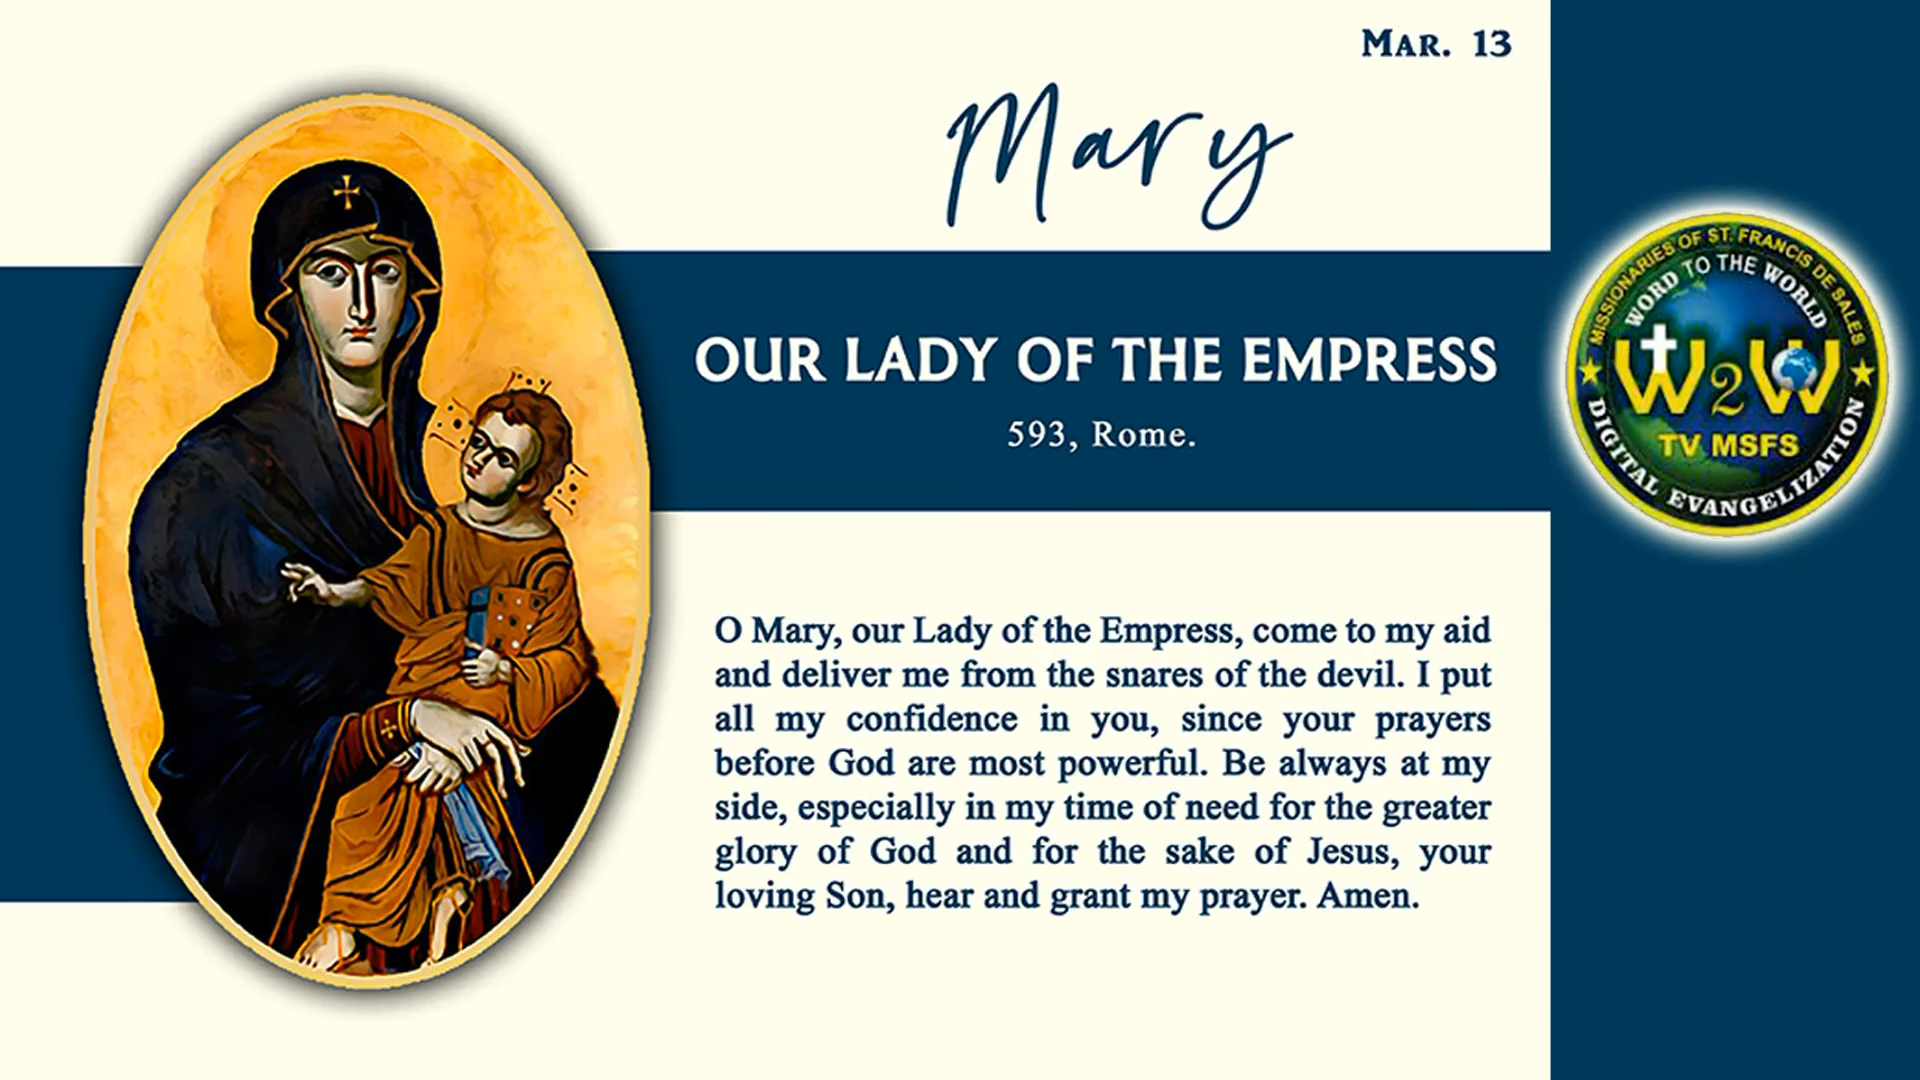 MAR. 13
Mary
OUR LADY OF THE EMPRESS
593, Rome.
O Mary, our Lady of the Empress, come to my aid
and deliver me from the snares of the devil. I put
all my confidence in you, since your prayers
before God are most powerful. Be always at my
side, especially in my time of need for the greater
glory of God and for the sake of Jesus, your
loving Son, hear and grant my prayer. Amen.
MISSIONARIES OF ST. FRANCIS DE SALES
WORD TO THE WORLD
W2W
TV MSFS
DIGITAL EVANGELIZATION